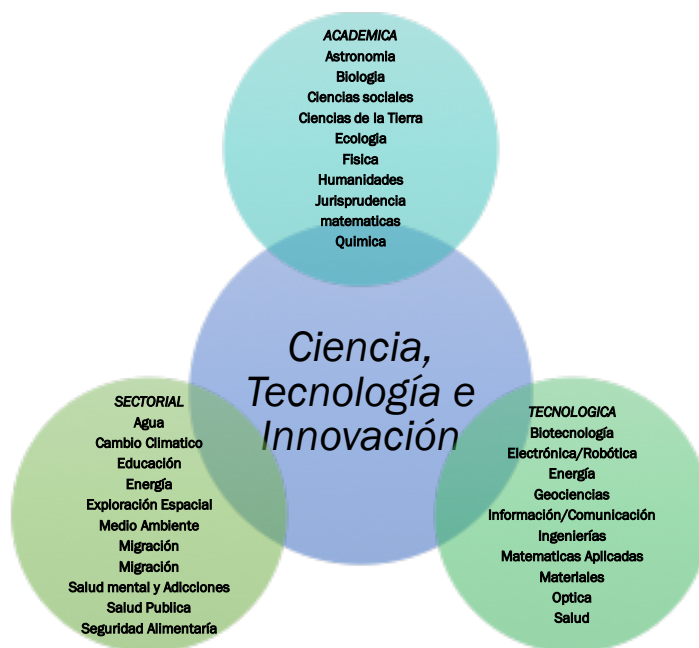 ACADEMICA
Astronomia
Biologia
Ciencias sociales
Ciencias de la Tierra
Ecologia
Fisica
Humanidades
Jurisprudencia
matematicas
Quimica
Ciencia,
Tecnología e
Innovación
SECTORIAL
Agua
Cambio Climatico
Educación
Energía
Exploración Espacial
Medio Ambiente
Migración
Migración
Salud mental y Adicciones
Salud Publica
Seguridad Alimentaría
TECNOLOGICA
Biotecnología
Electrónica/Robótica
Energía
Geociencias
Información/Comunicación
Ingenierías
Matematicas Aplicadas
Materiales
Optica
Salud